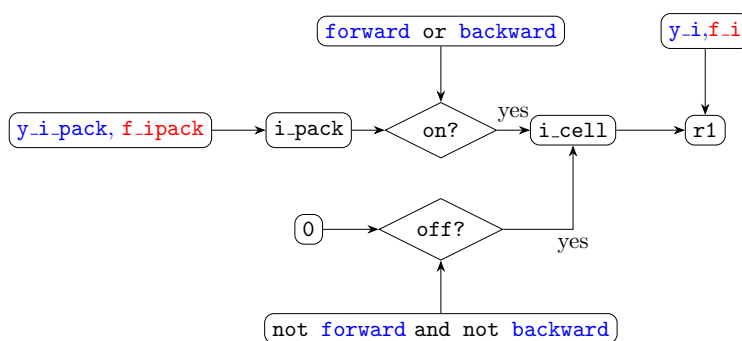 forward or backward
y_i,f_i
y_i_pack, f_ipack
i_pack
on?
yes
i_cell
r1
0
off?
yes
not forward and not backward